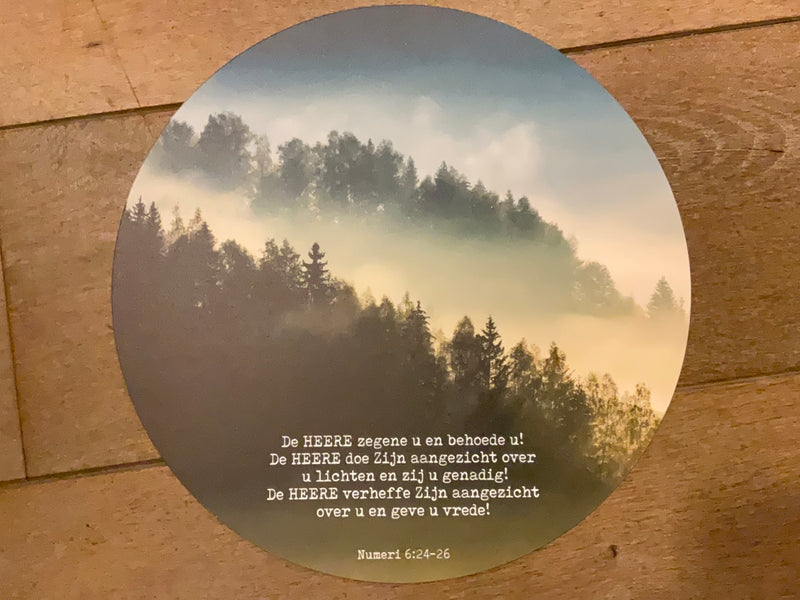 De HEERE zegene u en behoede u!
De HEERE doe Zijn aangezicht over
u lichten en zij u genadig!
De HEERE verheffe Zijn aangezicht
over u en geve u vrede!
Numeri 6:24-26